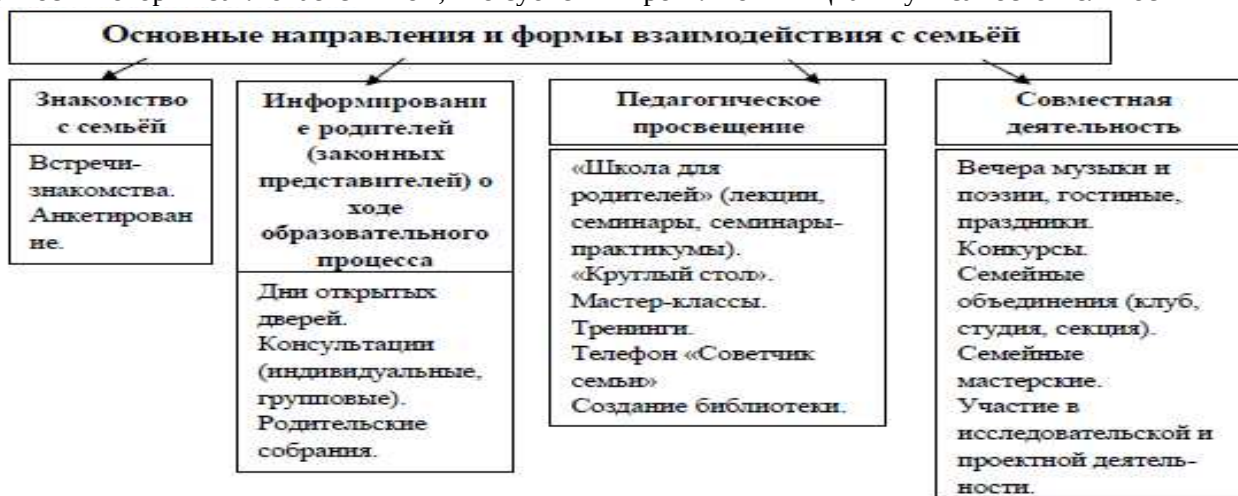 Основные направления и формы взаимодействия с семьёй
Знакомство
с семьёй
Встречи-
знакомства.
Анкетирован
ие.
Информировани
е родителей
(законных
представителей) о
ходе
образовательного
процесса
Дни открытых
дверей.
Консультации
(индивидуальные,
групповые).
Родительские
собрания.
Педагогическое
просвещение
«Школа для
родителей» (лекции,
семинары, семинары-
практикумы).
«Круглый стол».
Мастер-классы.
Тренинги.
Телефон «Советчик
семьи»
Создание библиотеки.
Совместная
деятельность
Вечера музыки и
поэзии, гостиные,
праздники.
Конкурсы.
Семейные
объединения (клуб,
студия, секция).
Семейные
мастерские.
Участие в
исследовательской и
проектной деятель-
ности.